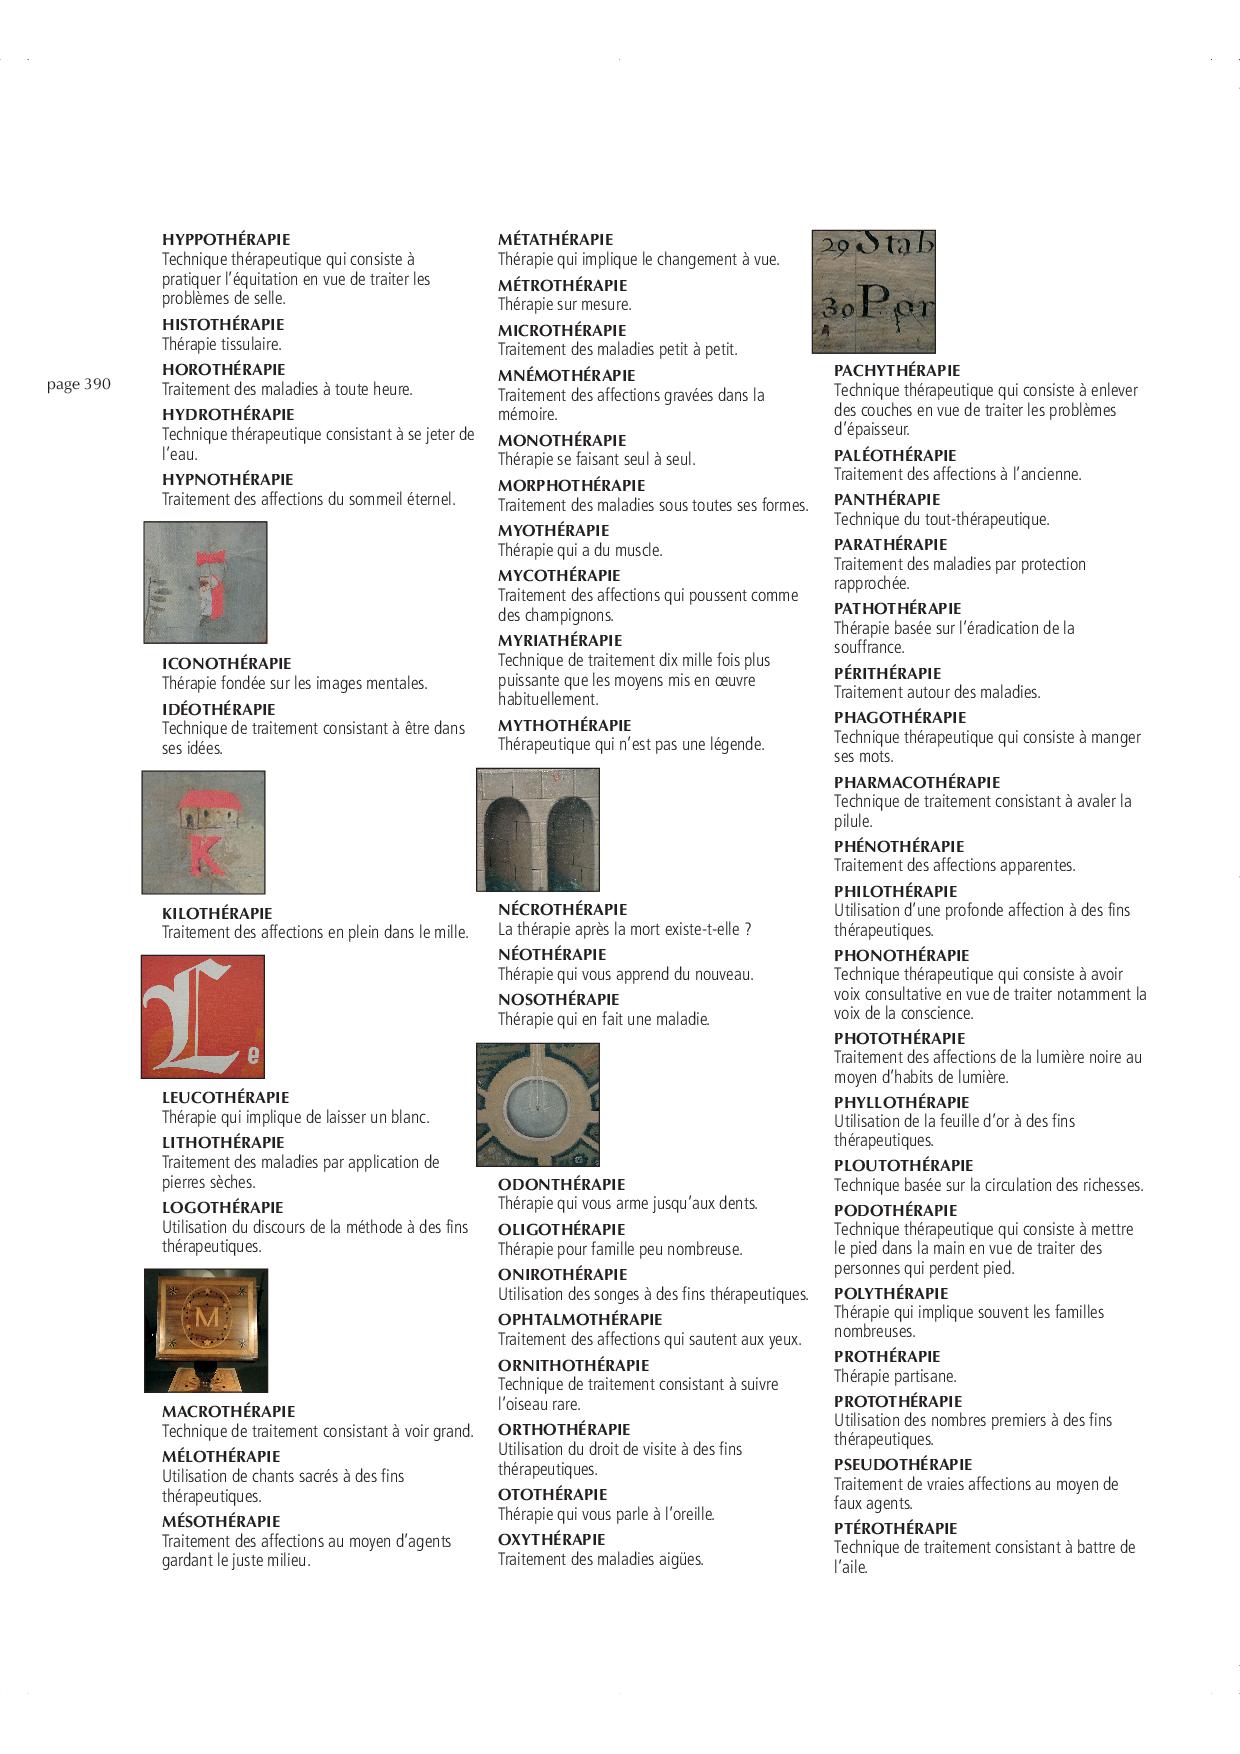 HYPPOTHÉRAPIE
Technique thérapeutique qui consiste à
pratiquer l'équitation en vue de traiter les
problèmes de selle.
HISTOTHÉRAPIE
Thérapie tissulaire.
HOROTHÉRAPIE
Traitement des maladies à toute heure.
HYDROTHÉRAPIE
Technique thérapeutique consistant à se jeter de
l'eau.
HYPNOTHÉRAPIE
Traitement des affections du sommeil éternel.
page 390
ICONOTHÉRAPIE
Thérapie fondée sur les images mentales.
IDÉOTHÉRAPIE
Technique de traitement consistant à être dans
ses idées.
K
KILOTHÉRAPIE
Traitement des affections en plein dans le mille.
L e
LEUCOTHÉRAPIE
Thérapie qui implique de laisser un blanc.
LITHOTHÉRAPIE
Traitement des maladies par application de
pierres sèches.
LOGOTHÉRAPIE
Utilisation du discours de la méthode à des fins
thérapeutiques.
M
MACROTHÉRAPIE
Technique de traitement consistant à voir grand.
MÉLOTHÉRAPIE
Utilisation de chants sacrés à des fins
thérapeutiques.
MÉSOTHÉRAPIE
Traitement des affections au moyen d'agents
gardant le juste milieu.
MÉTATHÉRAPIE
Thérapie qui implique le changement à vue.
MÉTROTHÉRAPIE
Thérapie sur mesure.
MICROTHÉRAPIE
Traitement des maladies petit à petit.
MNÉMOTHÉRAPIE
Traitement des affections gravées dans la
mémoire.
MONOTHÉRAPIE
Thérapie se faisant seul à seul.
MORPHOTHÉRAPIE
Traitement des maladies sous toutes ses formes.
MYOTHÉRAPIE
Thérapie qui a du muscle.
MYCOTHÉRAPIE
Traitement des affections qui poussent comme
des champignons.
MYRIATHÉRAPIE
Technique de traitement dix mille fois plus
puissante que les moyens mis en œuvre
habituellement.
MYTHOTHÉRAPIE
Thérapeutique qui n'est pas une légende.
NÉCROTHÉRAPIE
La thérapie après la mort existe-t-elle ?
NÉOTHÉRAPIE
Thérapie qui vous apprend du nouveau.
NOSOTHÉRAPIE
Thérapie qui en fait une maladie.
ODONTHÉRAPIE
Thérapie qui vous arme jusqu'aux dents.
OLIGOTHÉRAPIE
Thérapie pour famille peu nombreuse.
ONIROTHÉRAPIE
Utilisation des songes à des fins thérapeutiques.
OPHTALMOTHÉRAPIE
Traitement des affections qui sautent aux yeux.
ORNITHOTHÉRAPIE
Technique de traitement consistant à suivre
l'oiseau rare.
ORTHOTHÉRAPIE
Utilisation du droit de visite à des fins
thérapeutiques.
OTOTHÉRAPIE
Thérapie qui vous parle à l'oreille.
OXYTHÉRAPIE
Traitement des maladies aigües.
29 Stab
30 Por
PACHYTHÉRAPIE
Technique thérapeutique qui consiste à enlever
des couches en vue de traiter les problèmes
d'épaisseur.
PALÉOTHÉRAPIE
Traitement des affections à l'ancienne.
PANTHÉRAPIE
Technique du tout-thérapeutique.
PARATHÉRAPIE
Traitement des maladies par protection
rapprochée.
PATHOTHÉRAPIE
Thérapie basée sur l'éradication de la
souffrance.
PÉRITHÉRAPIE
Traitement autour des maladies.
PHAGOTHÉRAPIE
Technique thérapeutique qui consiste à manger
ses mots.
PHARMACOTHÉRAPIE
Technique de traitement consistant à avaler la
pilule.
PHÉNOTHÉRAPIE
Traitement des affections apparentes.
PHILOTHÉRAPIE
Utilisation d'une profonde affection à des fins
thérapeutiques.
PHONOTHÉRAPIE
Technique thérapeutique qui consiste à avoir
voix consultative en vue de traiter notamment la
voix de la conscience.
PHOTOTHÉRAPIE
Traitement des affections de la lumière noire au
moyen d'habits de lumière.
PHYLLOTHÉRAPIE
Utilisation de la feuille d'or à des fins
thérapeutiques.
PLOUTOTHÉRAPIE
Technique basée sur la circulation des richesses.
PODOTHÉRAPIE
Technique thérapeutique qui consiste à mettre
le pied dans la main en vue de traiter des
personnes qui perdent pied.
POLYTHÉRAPIE
Thérapie qui implique souvent les familles
nombreuses.
PROTHÉRAPIE
Thérapie partisane.
PROTOTHÉRAPIE
Utilisation des nombres premiers à des fins
thérapeutiques.
PSEUDOTHÉRAPIE
Traitement de vraies affections au moyen de
faux agents.
PTÉROTHÉRAPIE
Technique de traitement consistant à battre de
l'aile.